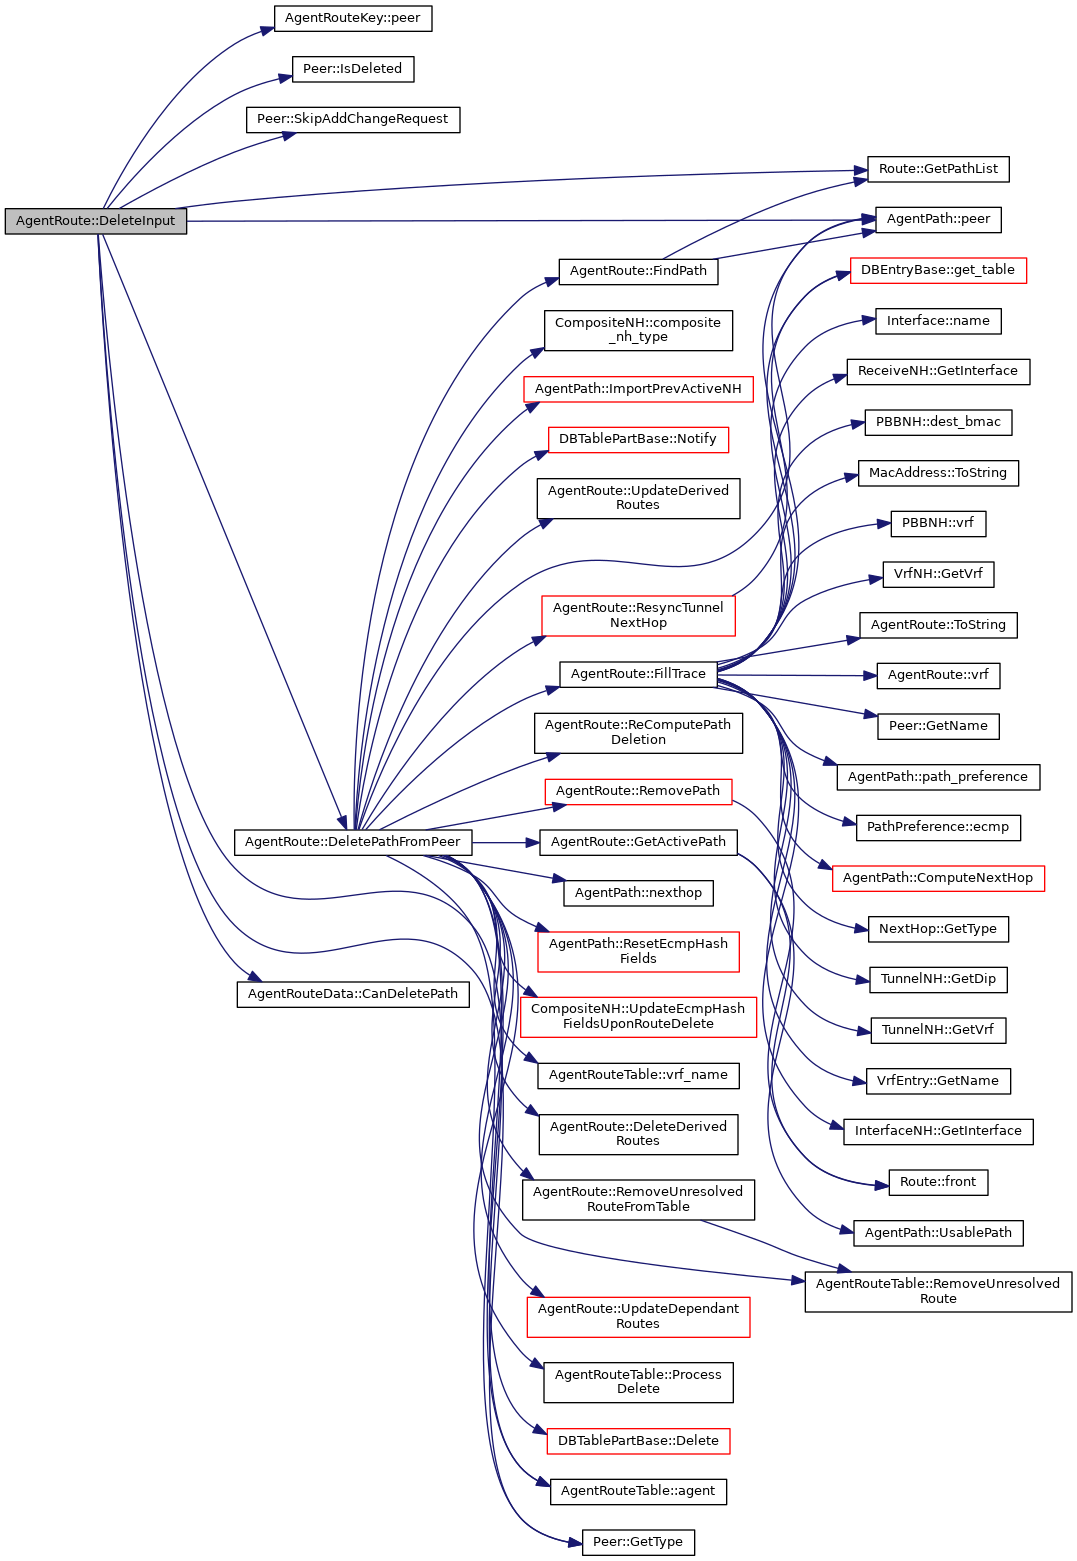 AgentRouteKey::peer
Peer::IsDeleted
Peer::SkipAddChangeRequest
Route::GetPathList
AgentRoute::DeleteInput
AgentPath::peer
AgentRoute::FindPath
DBEntryBase::get_table
CompositeNH::composite
_nh_type
Interface::name
ReceiveNH::GetInterface
AgentPath::ImportPrevActiveNH
PBBNH::dest_bmac
DBTablePartBase::Notify
MacAddress::ToString
AgentRoute::UpdateDerived
Routes
PBBNH::vrf
VrfNH::GetVrf
AgentRoute::ResyncTunnel
NextHop
AgentRoute::ToString
AgentRoute::FillTrace
AgentRoute::vrf
Peer::GetName
AgentRoute::ReComputePath
Deletion
AgentPath::path_preference
AgentRoute::RemovePath
PathPreference::ecmp
AgentRoute::DeletePathFromPeer
AgentRoute::GetActivePath
AgentPath::ComputeNextHop
AgentPath::nexthop
NextHop::GetType
AgentPath::ResetEcmpHash
Fields
TunnelNH::GetDip
AgentRouteData::CanDeletePath
CompositeNH::UpdateEcmpHash
FieldsUponRouteDelete
TunnelNH::GetVrf
AgentRouteTable::vrf_name
VrfEntry::GetName
AgentRoute::DeleteDerived
Routes
InterfaceNH::GetInterface
Route::front
AgentRoute::RemoveUnresolved
RouteFromTable
AgentPath::UsablePath
AgentRouteTable::RemoveUnresolved
Route
AgentRoute::UpdateDependant
Routes
AgentRouteTable::Process
Delete
DBTablePartBase::Delete
AgentRouteTable::agent
Peer::GetType